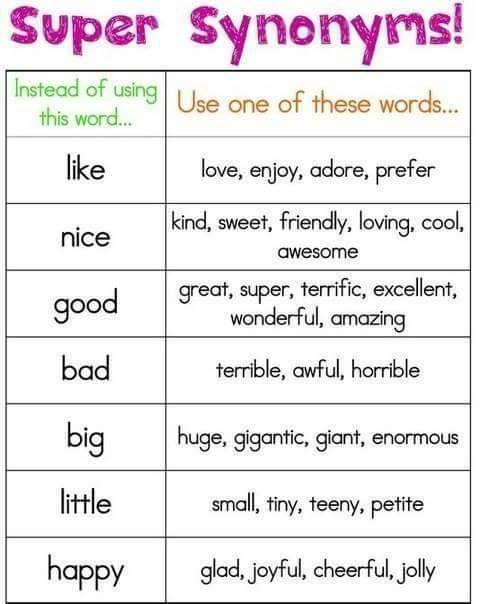 Super Synonyms!
Instead of using
this word...
Use one of these words...
like
love, enjoy, adore, prefer
nice
kind, sweet, friendly, loving, cool,
awesome
good
great, super, terrific, excellent,
wonderful, amazing
bad
terrible, awful, horrible
big
huge, gigantic, giant, enormous
little
small, tiny, teeny, petite
happy
glad, joyful, cheerful, jolly